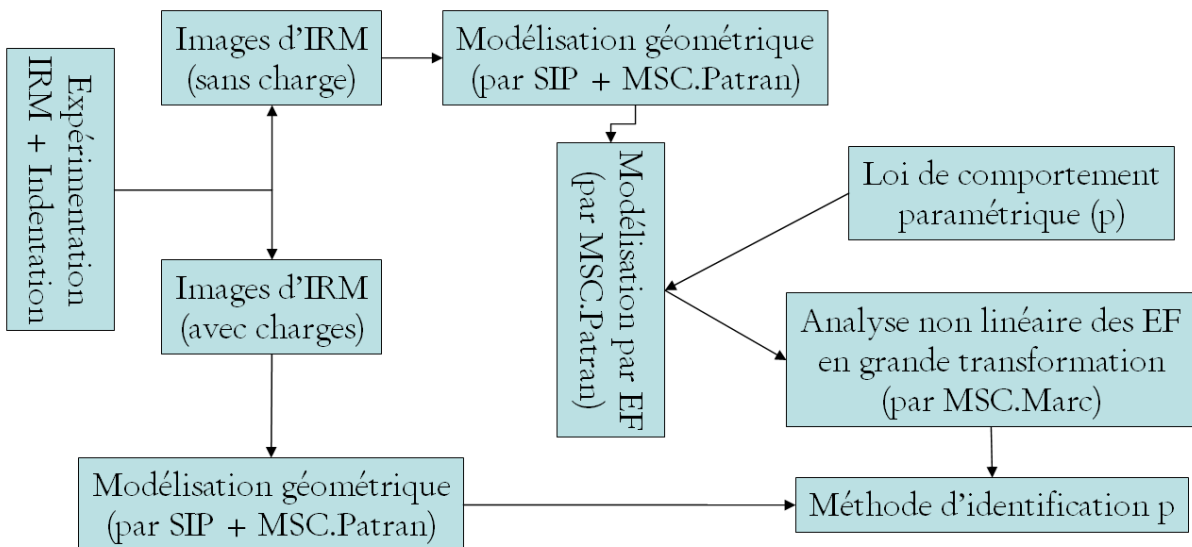 Expérimentation
IRM + Indentation
Images d'IRM
(sans charge)
Modélisation géométrique
(par SIP + MSC.Patran)
Images d'IRM
(avec charges)
Modélisation par EF
(par MSC.Patran)
Loi de comportement
paramétrique (p)
Analyse non linéaire des EF
en grande transformation
(par MSC.Marc)
Modélisation géométrique
(par SIP + MSC.Patran)
Méthode d'identification p